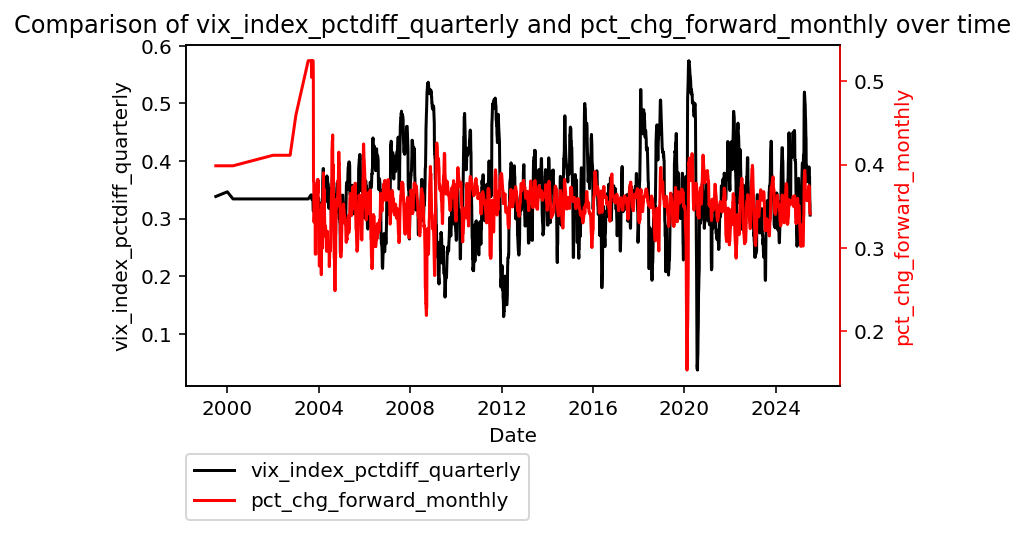 Comparison of vix_index_pctdiff_quarterly and pct_chg_forward_monthly over time
vix_index_pctdiff_quarterly
0.6
0.5
0.4
0.3
0.2
0.1
pct_chg_forward_monthly
0.5
0.4
0.3
0.2
2000 2004 2008 2012 2016 2020 2024
Date
vix_index_pctdiff_quarterly
pct_chg_forward_monthly